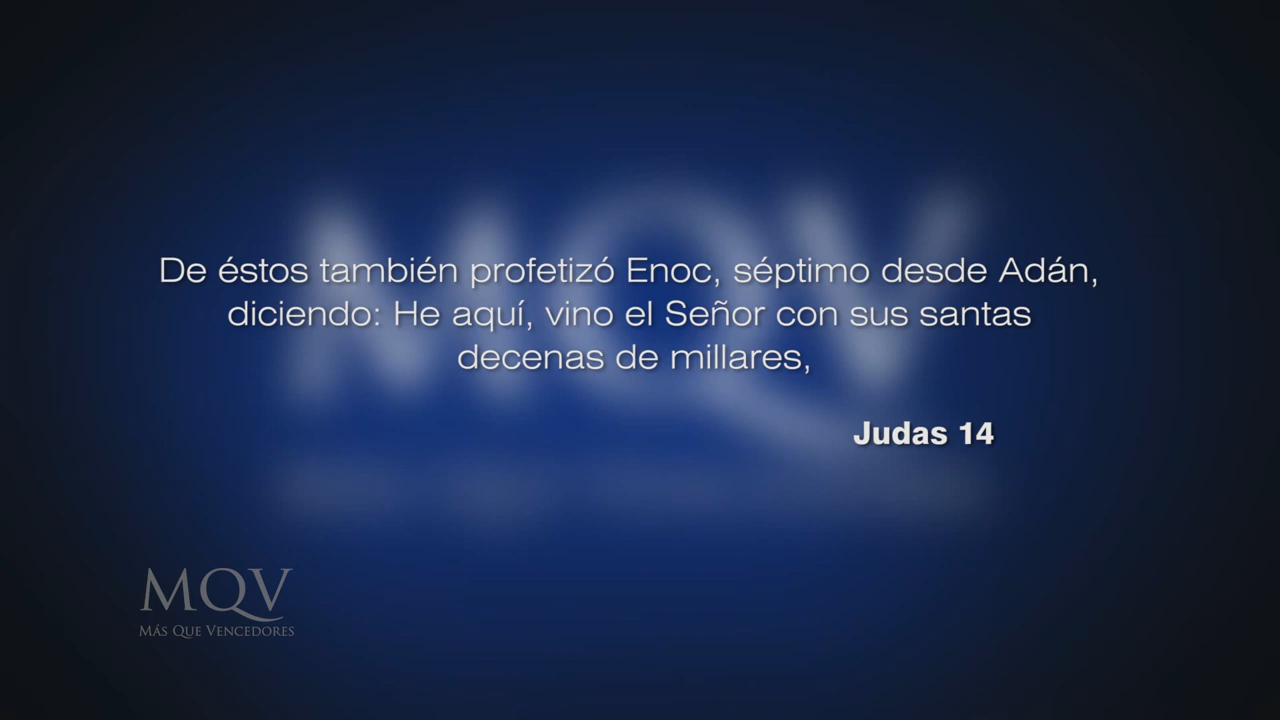 De éstos también profetizó Enoc, séptimo desde Adán,
diciendo: He aquí, vino el Señor con sus santas
decenas de millares,
Judas 14
MQV
MÁS QUE VENCEDORES